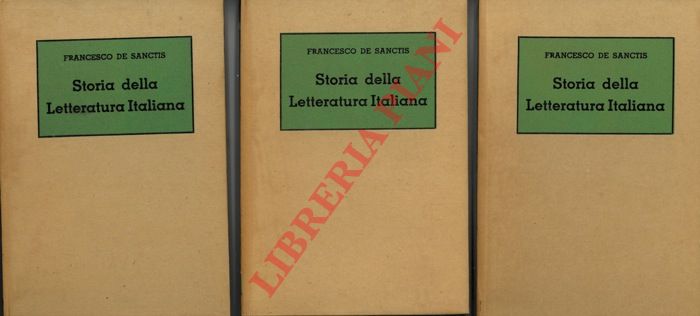 FRANCESCO DE SANCTIS
Storia della
Letteratura Italiana
FRANCESCO DE SANCTIS
Storia della
Letteratura Italiana
FRANCESCO DE SANCTIS
Storia della
Letteratura Italiana
LIBRERIA PIANI